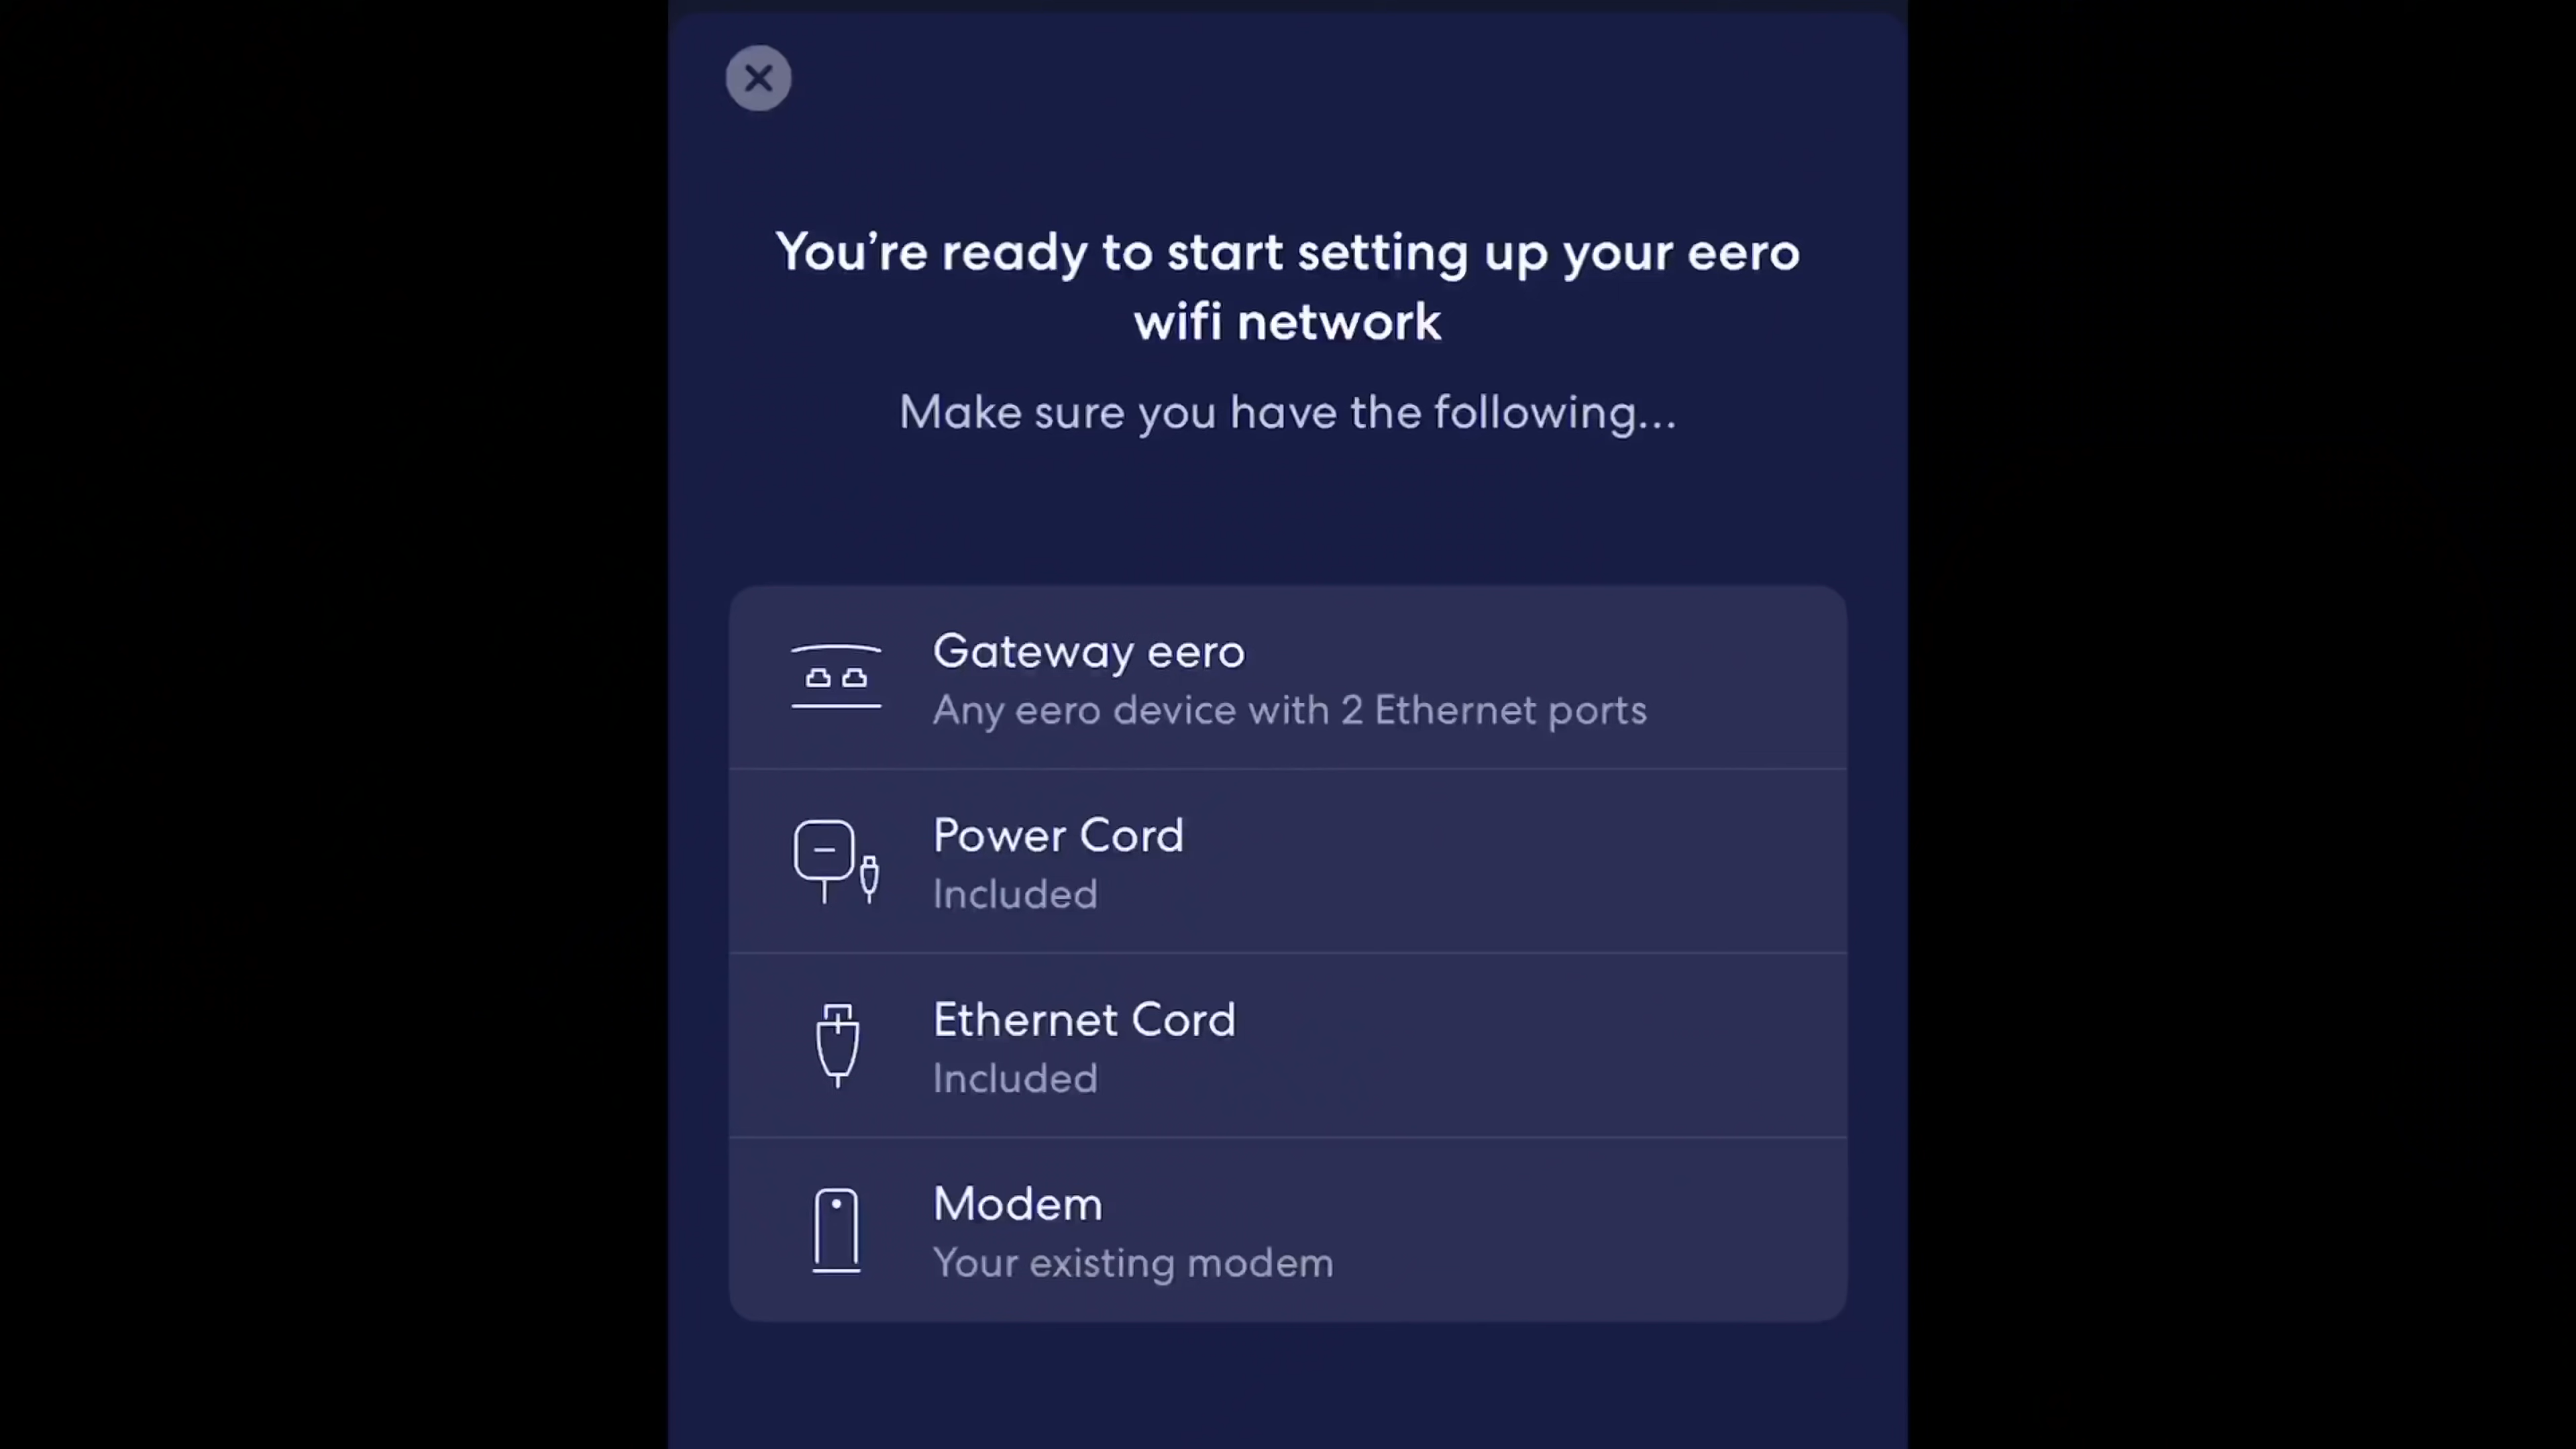 You’re ready to start setting up your eero
wifi network
Make sure you have the following...
Gateway eero
Any eero device with 2 Ethernet ports
Power Cord
Included
Ethernet Cord
Included
Modem
Your existing modem